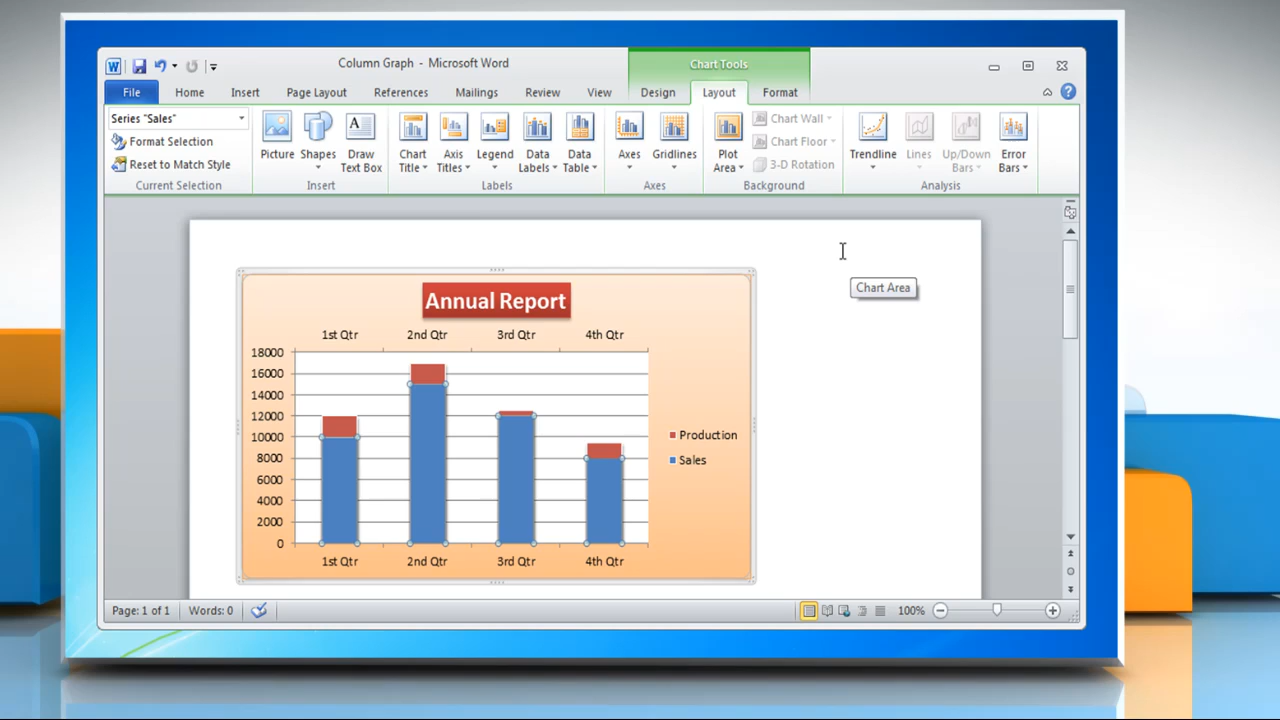 Column Graph - Microsoft Word
Chart Tools
File Home Insert Page Layout References Mailings Review View Design Layout Format
Series "Sales"
Format Selection
Reset to Match Style
Current Selection
Picture Shapes Draw Text Box
Insert
Chart Title Axis Titles Legend Data Labels Data Table
Labels
Axes Gridlines
Axes
Plot Area
Chart Wall
Chart Floor
3-D Rotation
Background
Trendline Lines Up/Down Bars Error Bars
Analysis
Chart Area
Annual Report
1st Qtr 2nd Qtr 3rd Qtr 4th Qtr
18000
16000
14000
12000
10000
8000
6000
4000
2000
0
Production
Sales
1st Qtr 2nd Qtr 3rd Qtr 4th Qtr
Page: 1 of 1 Words: 0 100%